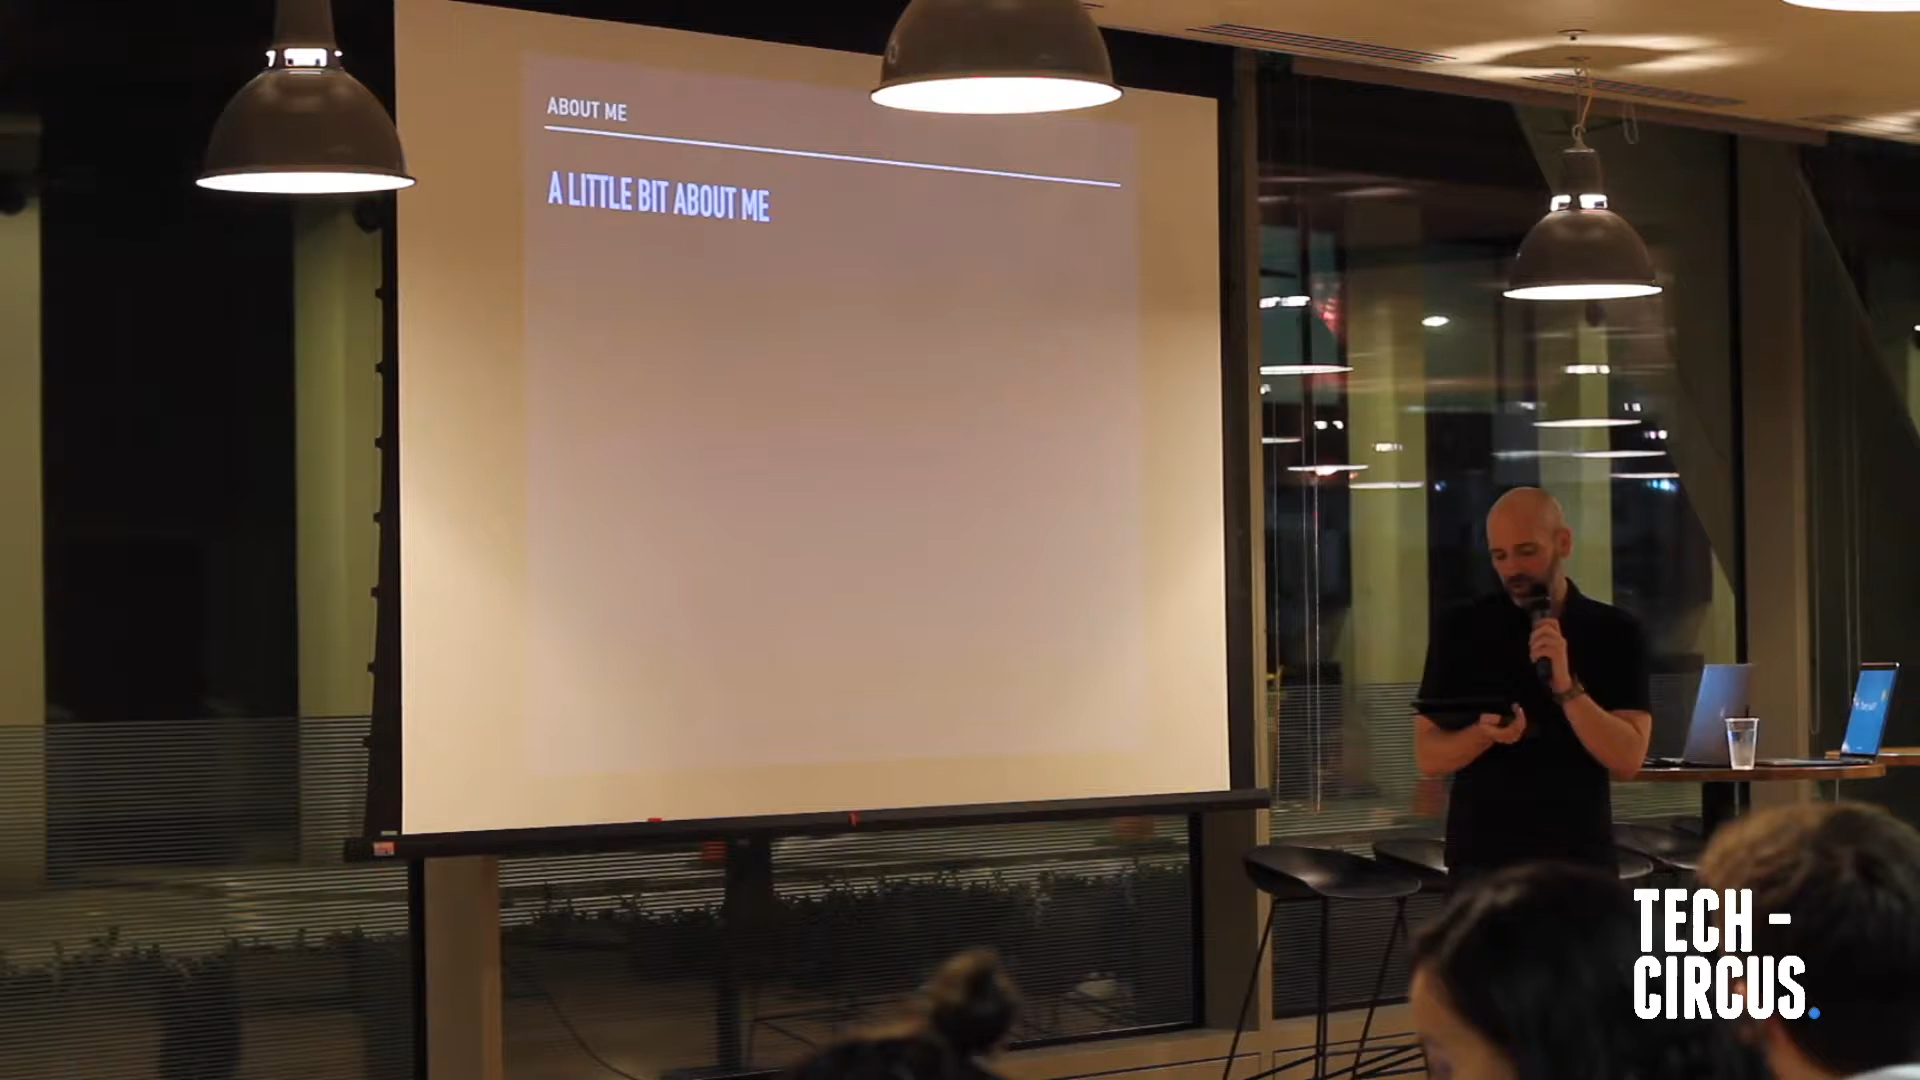 ABOUT ME
A LITTLE BIT ABOUT ME
TECH -
CIRCUS.